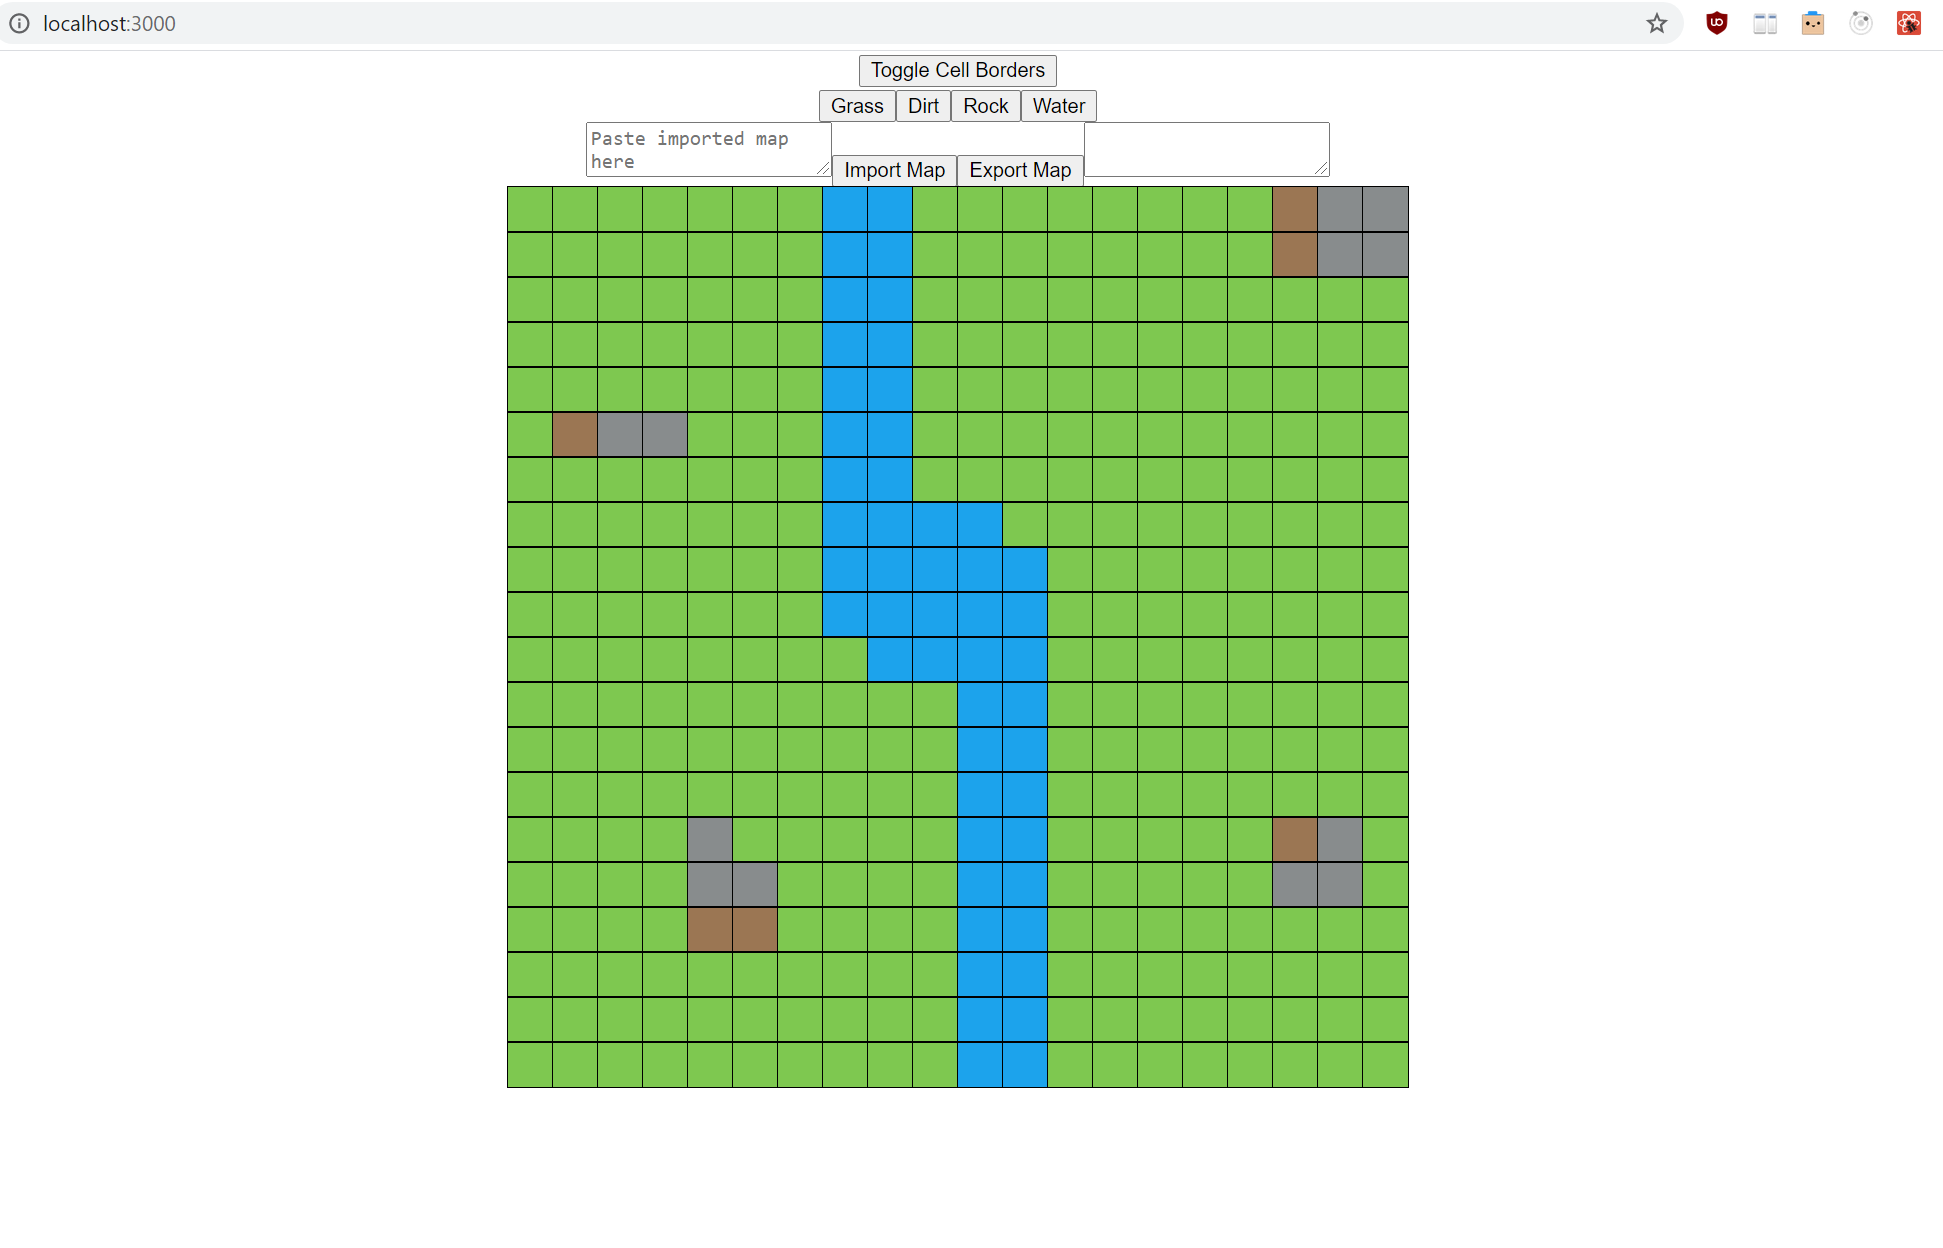 localhost:3000
Toggle Cell Borders
Grass Dirt Rock Water
Paste imported map
here
Import Map Export Map